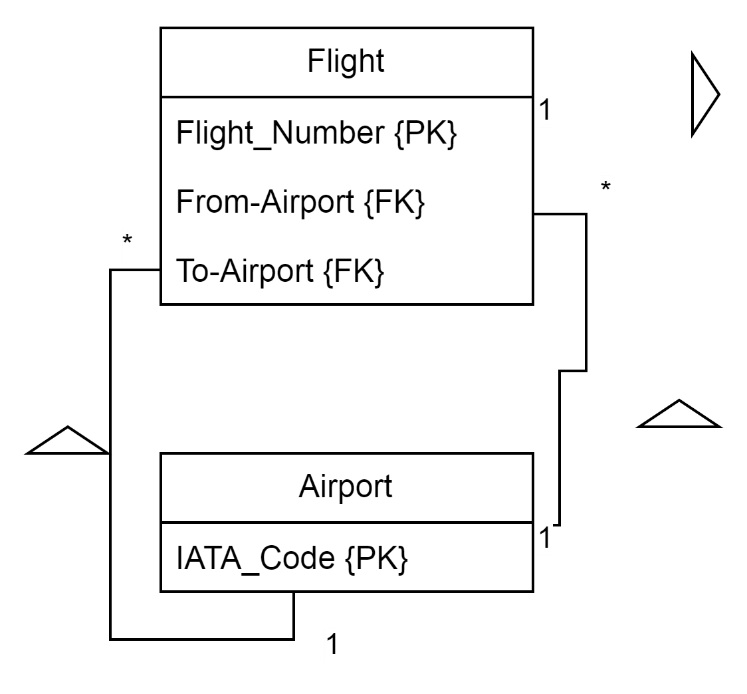 Flight
1
Flight_Number {PK}
*
From-Airport {FK}
*
To-Airport {FK}
Airport
1
IATA_Code {PK}
1